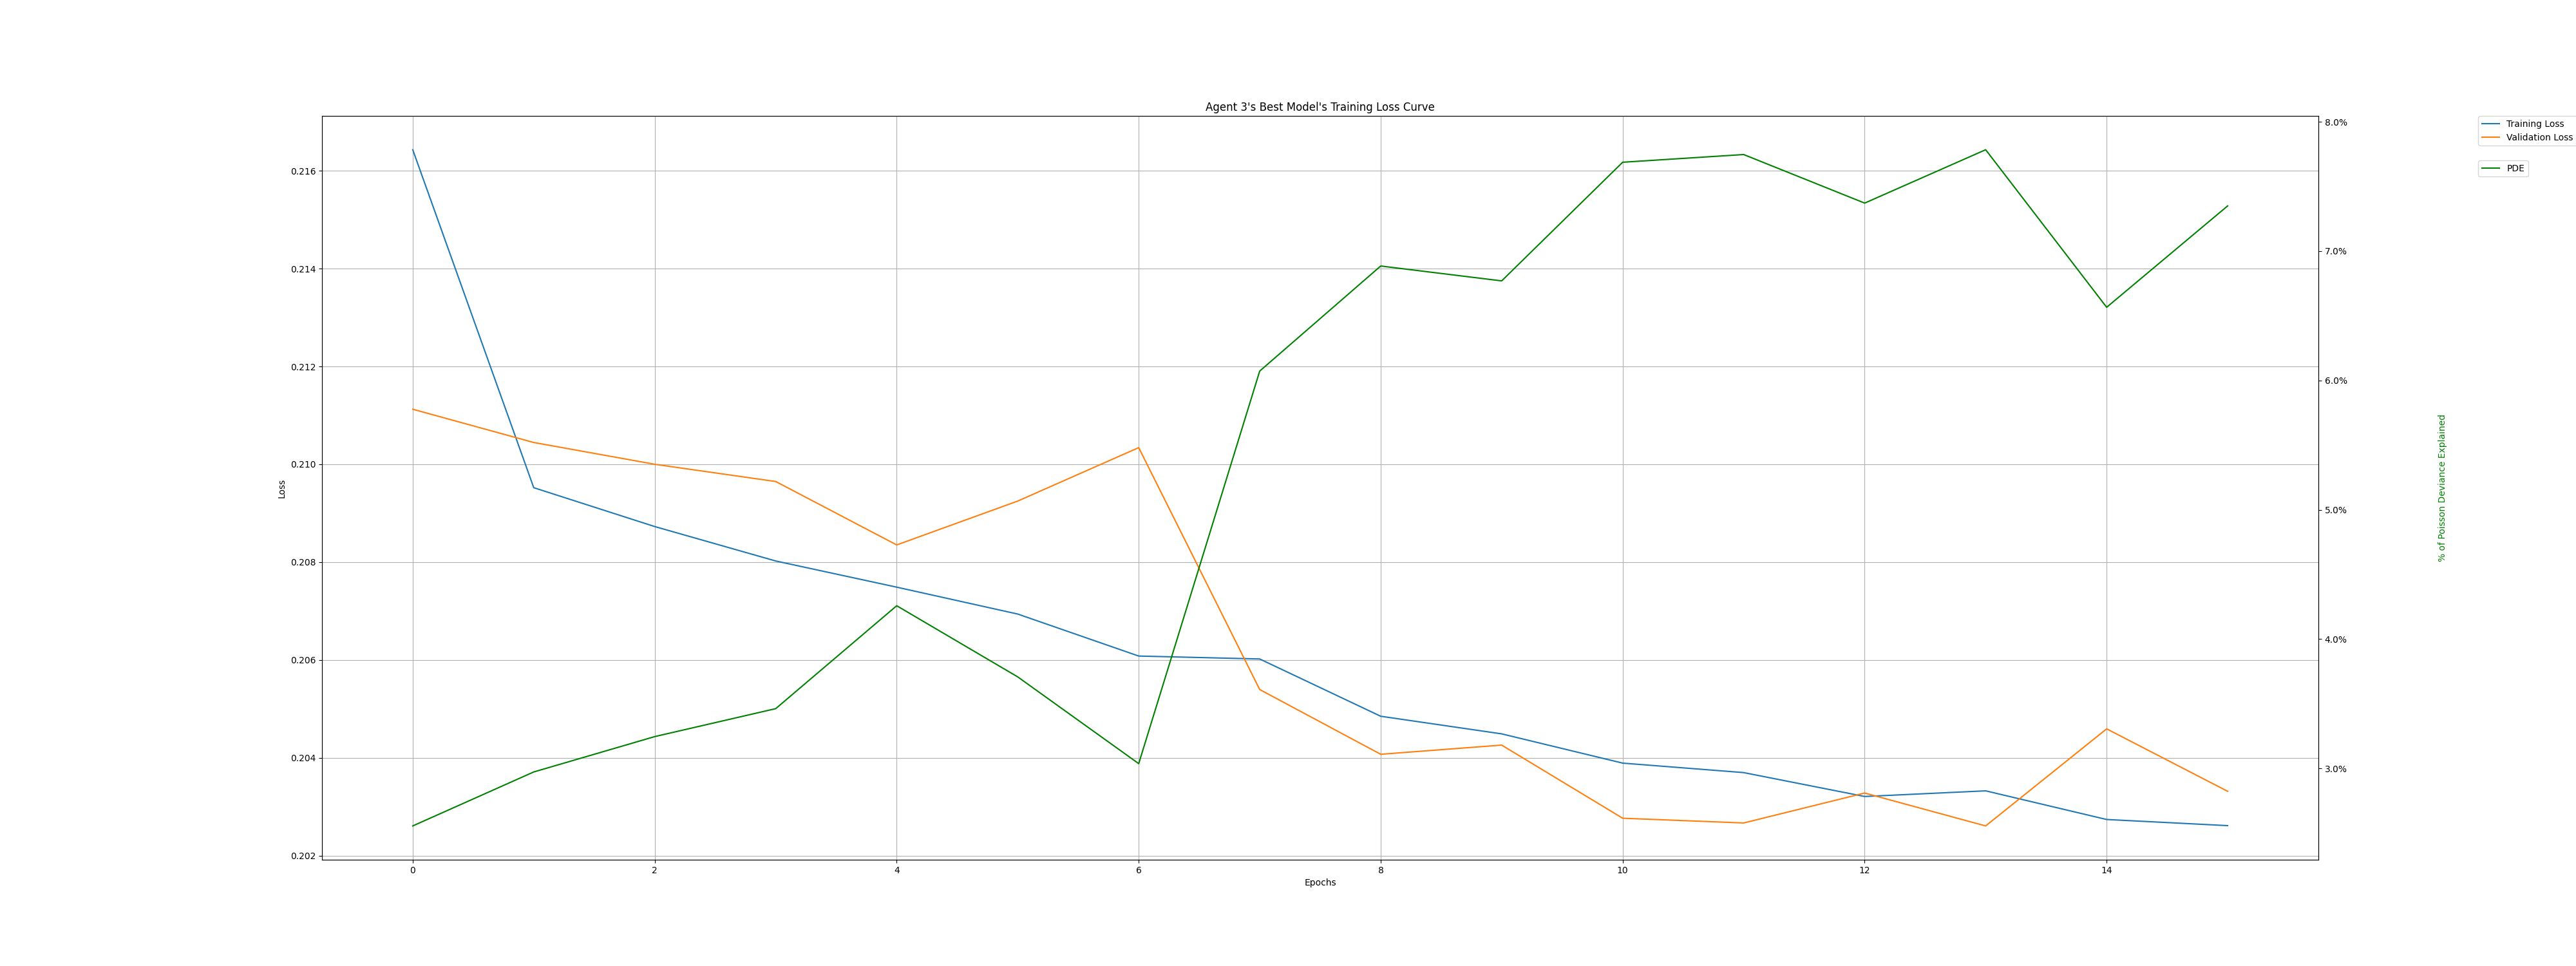 Agent 3's Best Model's Training Loss Curve
Training Loss
Validation Loss
PDE
Loss
0.216
0.214
0.212
0.210
0.208
0.206
0.204
0.202
8.0%
7.0%
6.0%
5.0%
4.0%
3.0%
% of Poisson Deviance Explained
0 2 4 6 8 10 12 14
Epochs